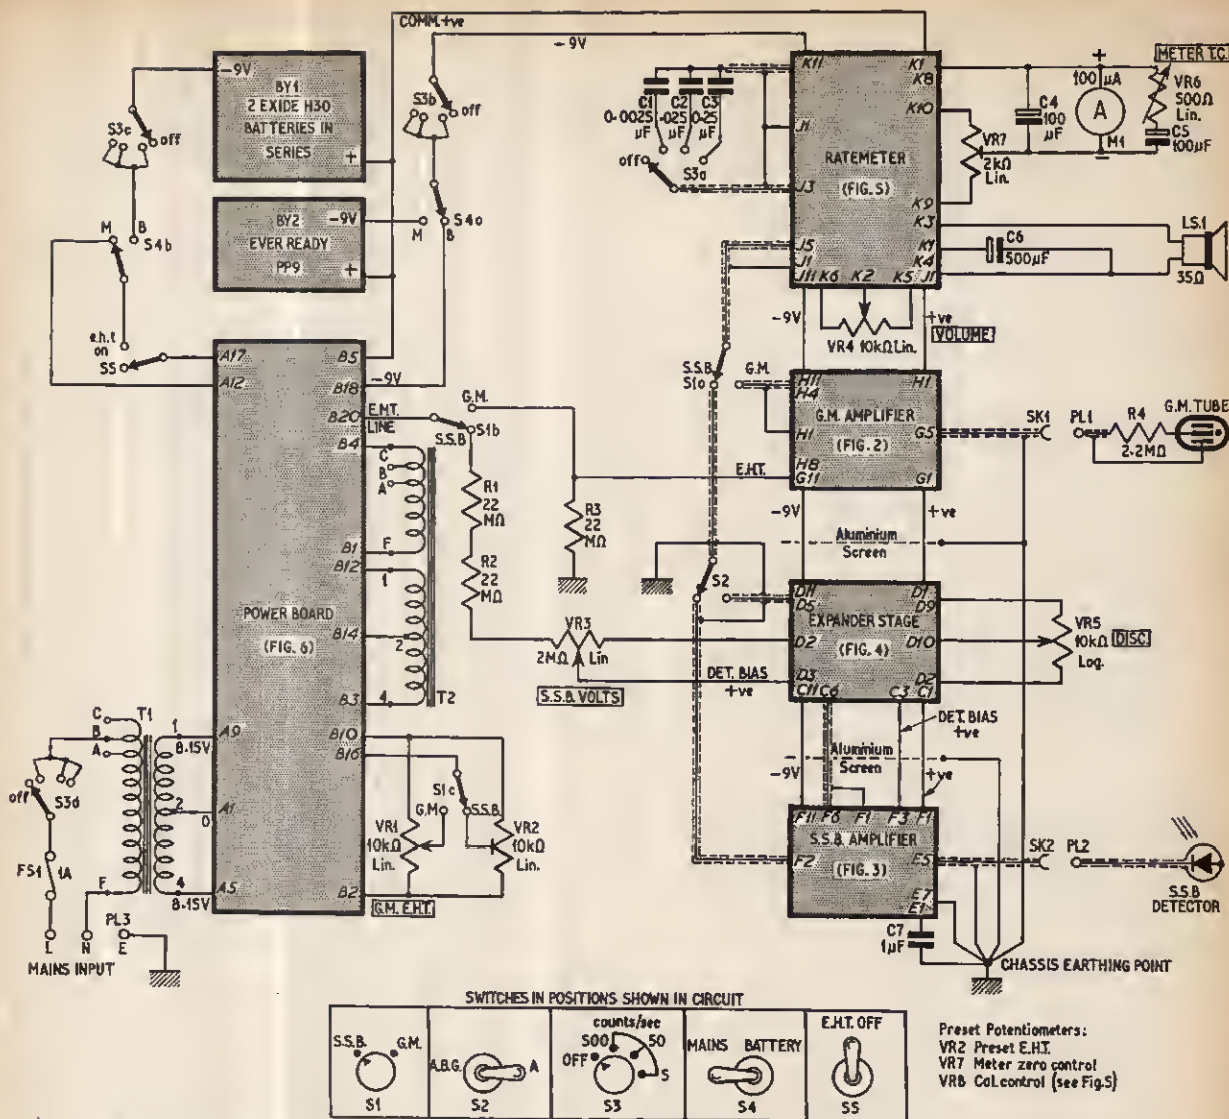 COMM.+ve
-9V
-9V
BY1
2 EXIDE H30
BATTERIES IN
SERIES
+
S3c
off
S3b
off
BY2
-9V
EVER READY
PP9
+
M
B
S4b
M
B
S4a
e.h.t
on
S5
A17
A12
B5
B18
-9V
B20
E.H.T.
LINE
G.M.
S1b
S.S.B
B4
C
B
A
B1
F
B12
1
B14
2
B3
4
T2
POWER BOARD
(FIG. 6)
R1
22
MΩ
R2
22
MΩ
R3
22
MΩ
VR3
2MΩ
Lin
S.S.B. VOLTS
C
B
A
T1
1
8·15V
A9
2
0
A1
4
8·15V
A5
F
off
S3d
FS1
1A
L
N
PL3
E
MAINS INPUT
B10
B16
B2
S1c
G.M
S.S.B.
VR1
10kΩ
Lin.
VR2
10kΩ
Lin.
G.M. E.H.T.
C1
0·0025
μF
C2
·025
μF
C3
0·25
μF
off
S3a
K11
J1
J3
J5
J1
J11
K6
K2
K5
J1
K1
K8
K10
K9
K3
K1
K4
RATEMETER
(FIG. 5)
VR7
2kΩ
Lin.
C4
100
μF
+
100 μA
A
M1
METER T.C.
VR6
500Ω
Lin.
C5
100μF
C6
500μF
LS.1
35Ω
-9V
+ve
VOLUME
VR4 10kΩ Lin.
S.S.B.
S1a
G.M.
H11
H4
H1
H8
G11
H1
G5
G1
G.M. AMPLIFIER
(FIG. 2)
E.H.T.
SK1
PL1
R4
2·2MΩ
G.M. TUBE
-9V
+ve
Aluminium
Screen
S2
D11
D5
D2
D3
C11
C6
C3
C1
D1
D9
D10
D2
EXPANDER STAGE
(FIG. 4)
VR5
10kΩ
Log.
DISC.
DET. BIAS
+ve
DET. BIAS
+ve
Aluminium
Screen
-9V
+ve
F11
F6
F1
F3
F1
F2
E5
E7
E1
S.S.B. AMPLIFIER
(FIG. 3)
SK2
PL2
S.S.B
DETECTOR
C7
1μF
CHASSIS EARTHING POINT
SWITCHES IN POSITIONS SHOWN IN CIRCUIT
S.S.B.
G.M.
S1
A.B.G.
A
S2
counts/sec
500
50
OFF
5
S3
MAINS BATTERY
S4
E.H.T. OFF
S5
Preset Potentiometers:
VR2 Preset E.H.T.
VR7 Meter zero control
VR8 Cal.control (see Fig.5)